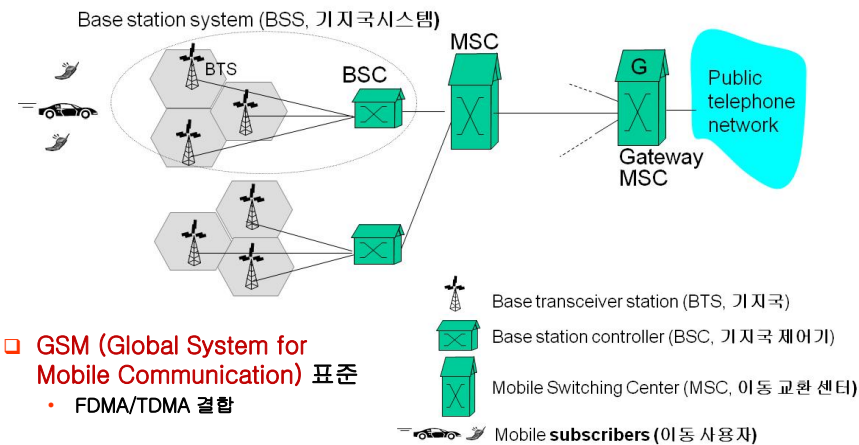 Base station system (BSS, 기지국시스템)
BTS
BSC
MSC
G
Gateway
MSC
Public
telephone
network
Base transceiver station (BTS, 기지국)
Base station controller (BSC, 기지국 제어기)
Mobile Switching Center (MSC, 이동 교환 센터)
Mobile subscribers (이동 사용자)
GSM (Global System for
Mobile Communication) 표준
• FDMA/TDMA 결합